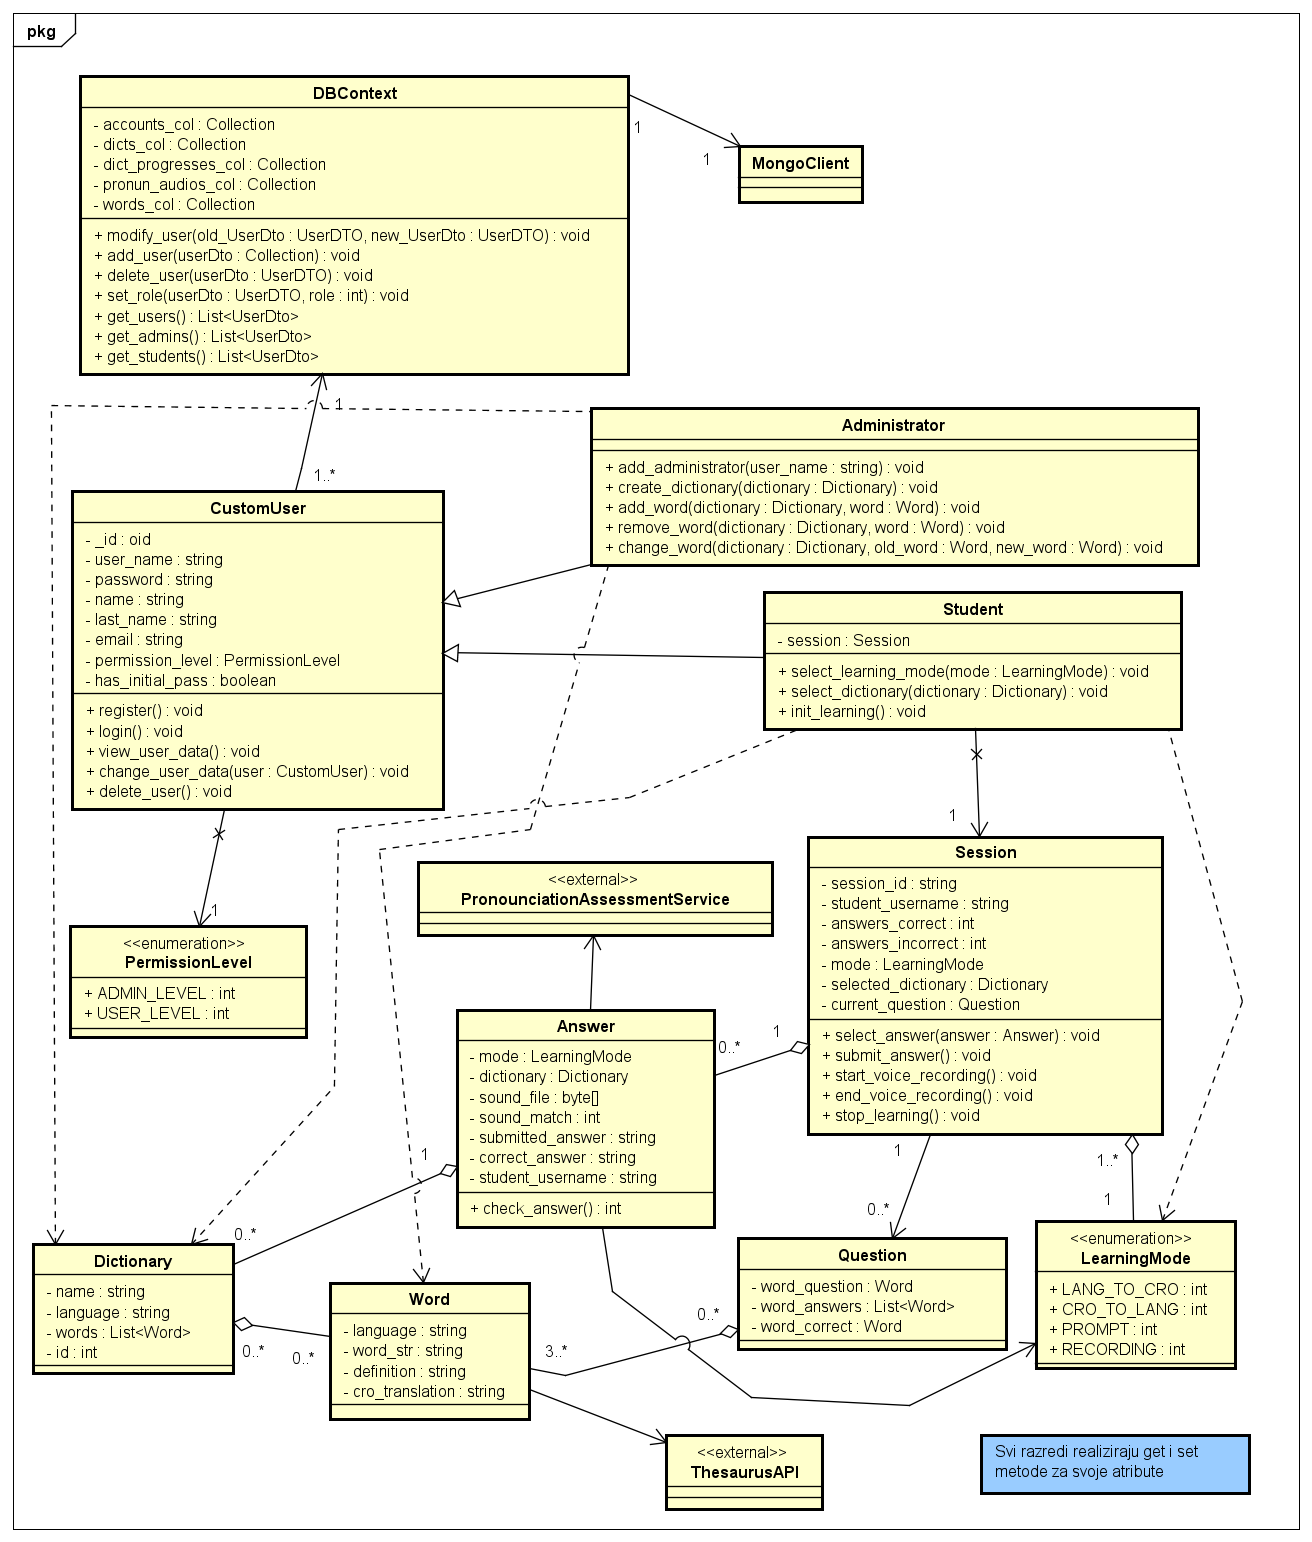 pkg
DBContext
- accounts_col : Collection
- dicts_col : Collection
- dict_progresses_col : Collection
- pronun_audios_col : Collection
- words_col : Collection
+ modify_user(old_UserDto : UserDTO, new_UserDto : UserDTO) : void
+ add_user(userDto : Collection) : void
+ delete_user(userDto : UserDTO) : void
+ set_role(userDto : UserDTO, role : int) : void
+ get_users() : List<UserDto>
+ get_admins() : List<UserDto>
+ get_students() : List<UserDto>
1
1
MongoClient
1
1..*
Administrator
+ add_administrator(user_name : string) : void
+ create_dictionary(dictionary : Dictionary) : void
+ add_word(dictionary : Dictionary, word : Word) : void
+ remove_word(dictionary : Dictionary, word : Word) : void
+ change_word(dictionary : Dictionary, old_word : Word, new_word : Word) : void
CustomUser
- _id : oid
- user_name : string
- password : string
- name : string
- last_name : string
- email : string
- permission_level : PermissionLevel
- has_initial_pass : boolean
+ register() : void
+ login() : void
+ view_user_data() : void
+ change_user_data(user : CustomUser) : void
+ delete_user() : void
Student
- session : Session
+ select_learning_mode(mode : LearningMode) : void
+ select_dictionary(dictionary : Dictionary) : void
+ init_learning() : void
1
1
<<enumeration>>
PermissionLevel
+ ADMIN_LEVEL : int
+ USER_LEVEL : int
<<external>>
PronounciationAssessmentService
Session
- session_id : string
- student_username : string
- answers_correct : int
- answers_incorrect : int
- mode : LearningMode
- selected_dictionary : Dictionary
- current_question : Question
+ select_answer(answer : Answer) : void
+ submit_answer() : void
+ start_voice_recording() : void
+ end_voice_recording() : void
+ stop_learning() : void
Answer
- mode : LearningMode
- dictionary : Dictionary
- sound_file : byte[]
- sound_match : int
- submitted_answer : string
- correct_answer : string
- student_username : string
+ check_answer() : int
0..*
1
1
0..*
1
0..*
1..*
1
Dictionary
- name : string
- language : string
- words : List<Word>
- id : int
0..*
0..*
Word
- language : string
- word_str : string
- definition : string
- cro_translation : string
3..*
0..*
Question
- word_question : Word
- word_answers : List<Word>
- word_correct : Word
<<enumeration>>
LearningMode
+ LANG_TO_CRO : int
+ CRO_TO_LANG : int
+ PROMPT : int
+ RECORDING : int
<<external>>
ThesaurusAPI
Svi razredi realiziraju get i set
metode za svoje atribute